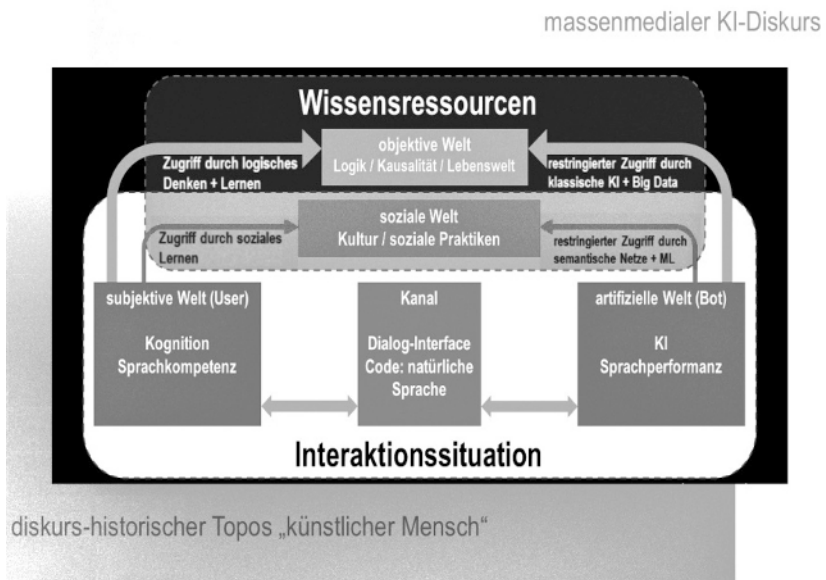 massenmedialer KI-Diskurs
Wissensressourcen
objektive Welt
Logik / Kausalität / Lebenswelt
Zugriff durch logisches
Denken + Lernen
restringierter Zugriff durch
klassische KI + Big Data
soziale Welt
Kultur / soziale Praktiken
Zugriff durch soziales
Lernen
restringierter Zugriff durch
semantische Netze + ML
subjektive Welt (User)
Kognition
Sprachkompetenz
Kanal
Dialog-Interface
Code: natürliche
Sprache
artifizielle Welt (Bot)
KI
Sprachperformanz
Interaktionssituation
diskurs-historischer Topos „künstlicher Mensch“